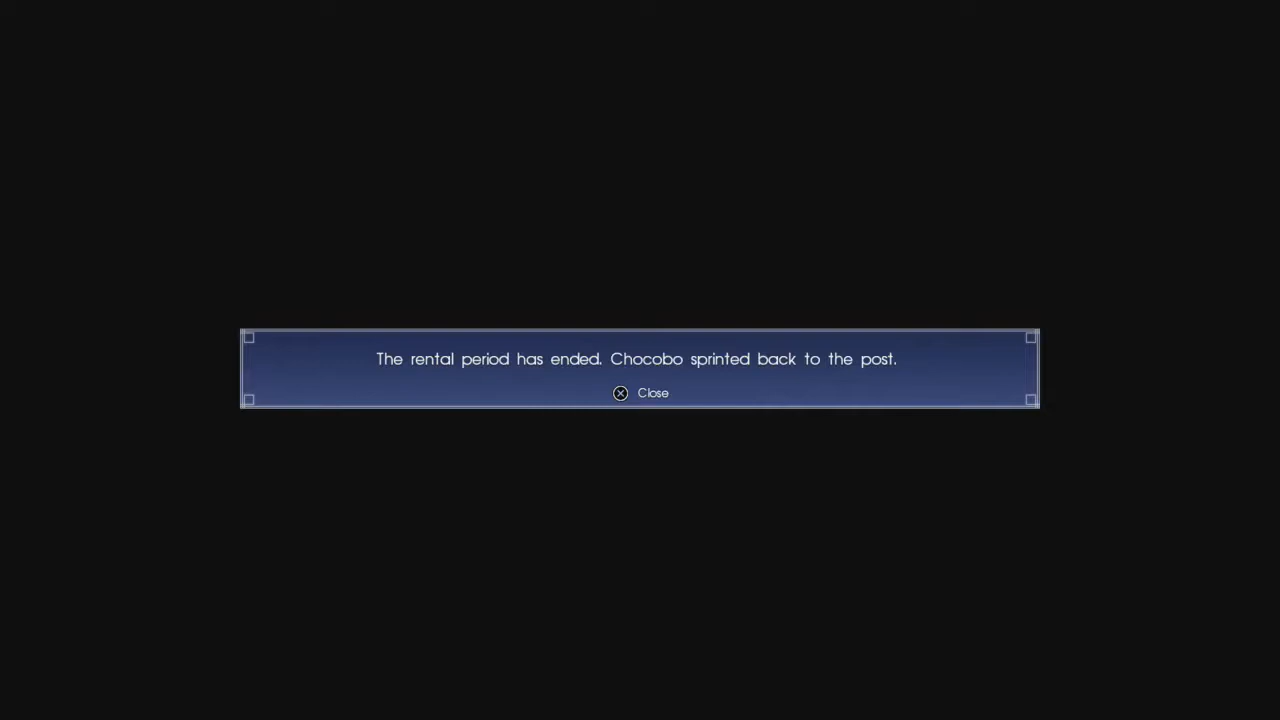 The rental period has ended. Chocobo sprinted back to the post.
Close